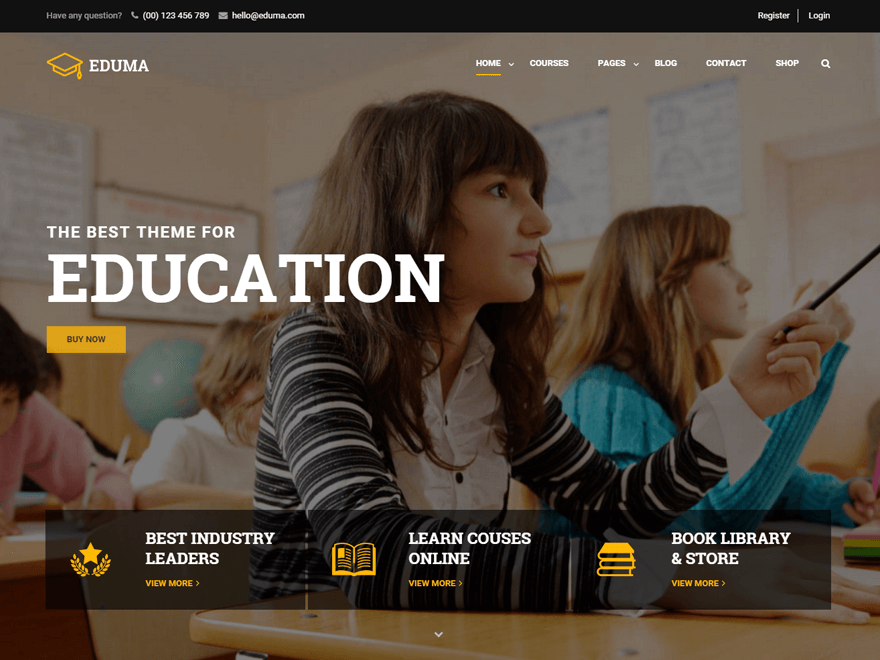 Have any question? (00) 123 456 789 hello@eduma.com Register Login
EDUMA HOME COURSES PAGES BLOG CONTACT SHOP
THE BEST THEME FOR
EDUCATION
BUY NOW
BEST INDUSTRY
LEADERS
VIEW MORE
LEARN COUSES
ONLINE
VIEW MORE
BOOK LIBRARY
& STORE
VIEW MORE